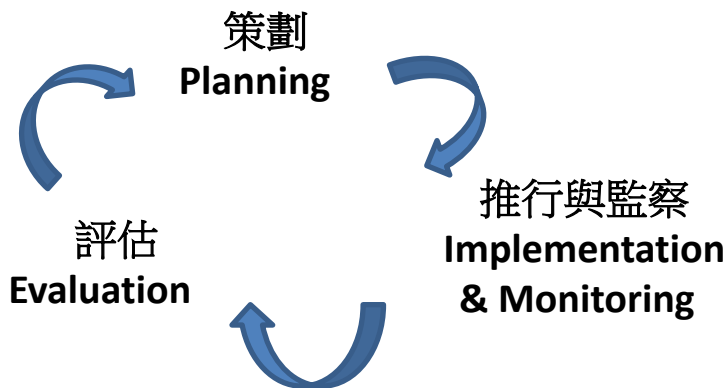 策劃
Planning
推行與監察
Implementation
& Monitoring
評估
Evaluation